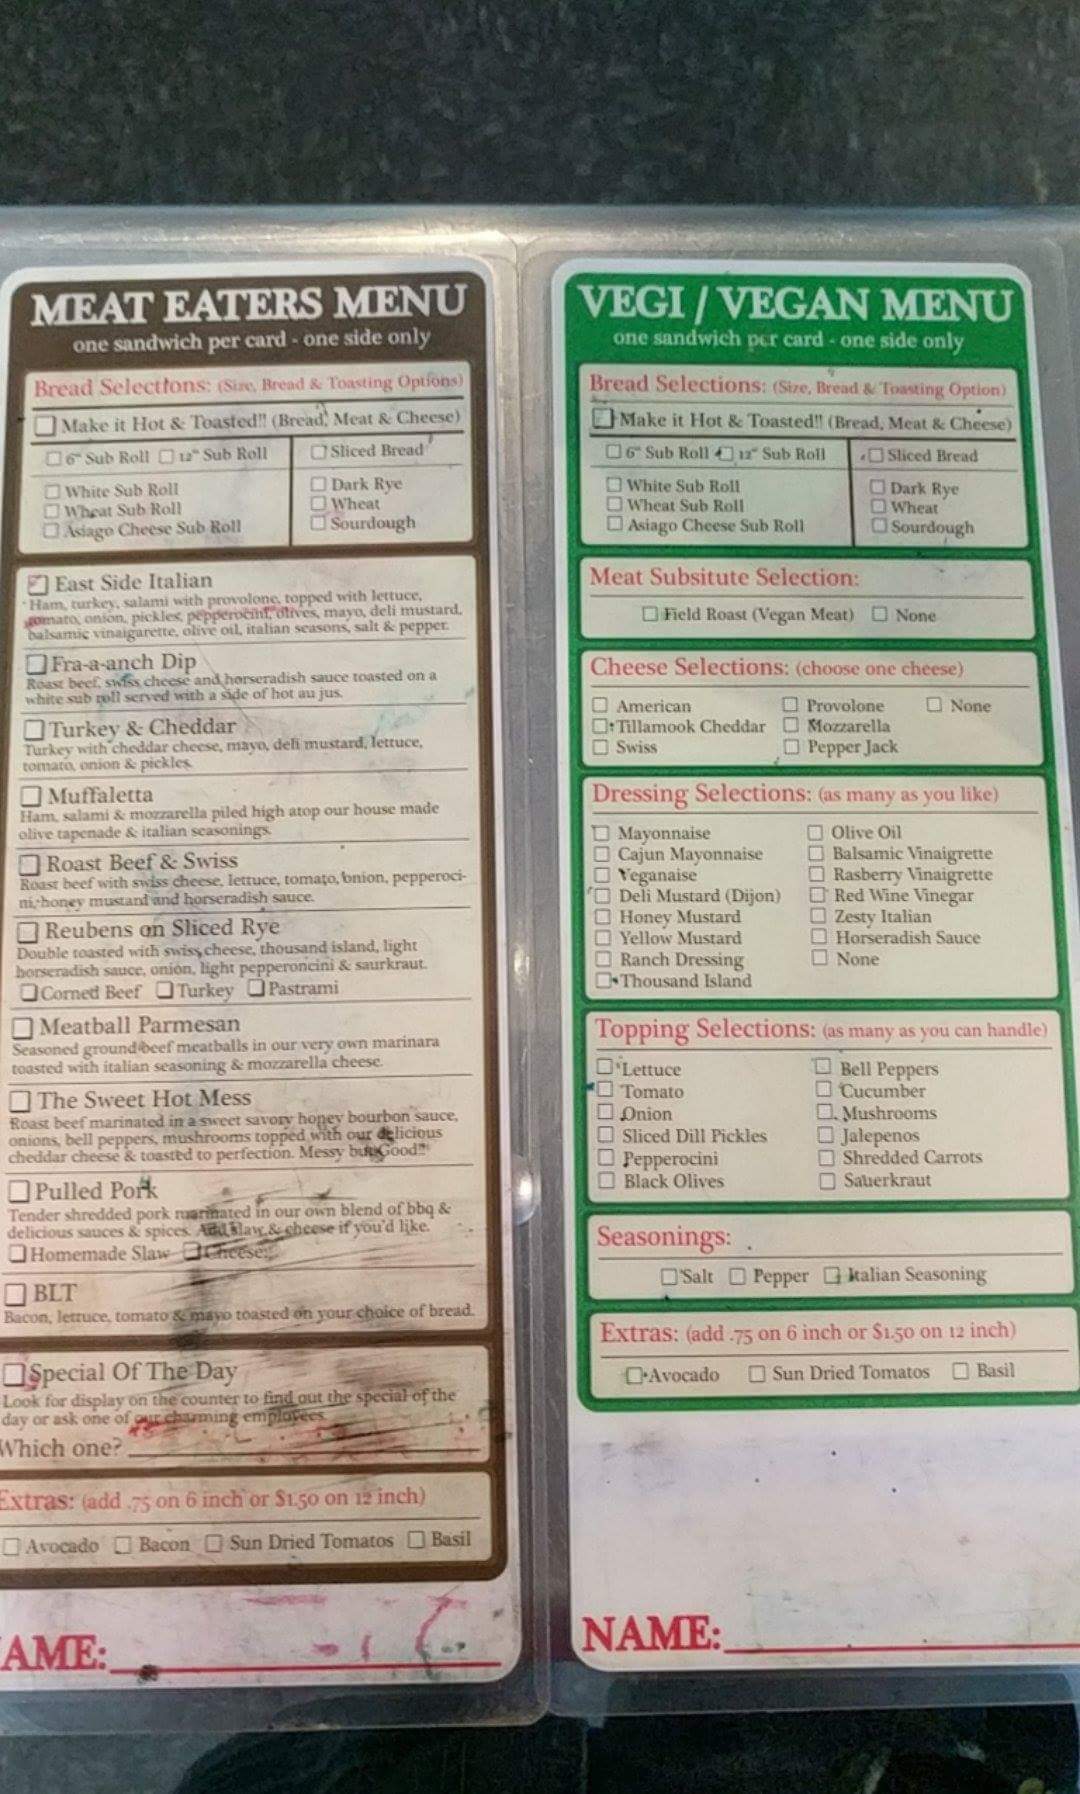 MEAT EATERS MENU
one sandwich per card - one side only
Bread Selections: (Size, Bread & Toasting Options)
Make it Hot & Toasted!! (Bread, Meat & Cheese)
6" Sub Roll 12" Sub Roll
White Sub Roll
Wheat Sub Roll
Asiago Cheese Sub Roll
Sliced Bread
Dark Rye
Wheat
Sourdough
East Side Italian
Ham, turkey, salami with provolone, topped with lettuce,
tomato, onion, pickles, pepperocini, olives, mayo, deli mustard,
balsamic vinaigarette, olive oil, italian seasons, salt & pepper.
Fra-a-anch Dip
Roast beef, swiss cheese and horseradish sauce toasted on a
white sub roll served with a side of hot au jus.
Turkey & Cheddar
Turkey with cheddar cheese, mayo, deli mustard, lettuce,
tomato, onion & pickles.
Muffaletta
Ham, salami & mozzarella piled high atop our house made
olive tapenade & italian seasonings.
Roast Beef & Swiss
Roast beef with swiss cheese, lettuce, tomato, onion, pepperoci-
ni, honey mustard and horseradish sauce.
Reubens on Sliced Rye
Double toasted with swiss cheese, thousand island, light
horseradish sauce, onion, light pepperoncini & saurkraut.
Corned Beef Turkey Pastrami
Meatball Parmesan
Seasoned ground beef meatballs in our very own marinara
toasted with italian seasoning & mozzarella cheese.
The Sweet Hot Mess
Roast beef marinated in a sweet savory honey bourbon sauce,
onions, bell peppers, mushrooms topped with our delicious
cheddar cheese & toasted to perfection. Messy but Good!!
Pulled Pork
Tender shredded pork marinated in our own blend of bbq &
delicious sauces & spices. Add slaw & cheese if you'd like.
Homemade Slaw Cheese
BLT
Bacon, lettuce, tomato & mayo toasted on your choice of bread.
Special Of The Day
Look for display on the counter to find out the special of the
day or ask one of our charming employees.
Which one?
Extras: (add .75 on 6 inch or $1.50 on 12 inch)
Avocado Bacon Sun Dried Tomatos Basil
AME:
VEGI / VEGAN MENU
one sandwich per card - one side only
Bread Selections: (Size, Bread & Toasting Option)
Make it Hot & Toasted!! (Bread, Meat & Cheese)
6" Sub Roll 12" Sub Roll
White Sub Roll
Wheat Sub Roll
Asiago Cheese Sub Roll
Sliced Bread
Dark Rye
Wheat
Sourdough
Meat Subsitute Selection:
Field Roast (Vegan Meat) None
Cheese Selections: (choose one cheese)
American Provolone None
Tillamook Cheddar Mozzarella
Swiss Pepper Jack
Dressing Selections: (as many as you like)
Mayonnaise Olive Oil
Cajun Mayonnaise Balsamic Vinaigrette
Veganaise Rasberry Vinaigrette
Deli Mustard (Dijon) Red Wine Vinegar
Honey Mustard Zesty Italian
Yellow Mustard Horseradish Sauce
Ranch Dressing None
Thousand Island
Topping Selections: (as many as you can handle)
Lettuce Bell Peppers
Tomato Cucumber
Onion Mushrooms
Sliced Dill Pickles Jalepenos
Pepperocini Shredded Carrots
Black Olives Sauerkraut
Seasonings:
Salt Pepper Italian Seasoning
Extras: (add .75 on 6 inch or $1.50 on 12 inch)
Avocado Sun Dried Tomatos Basil
NAME: